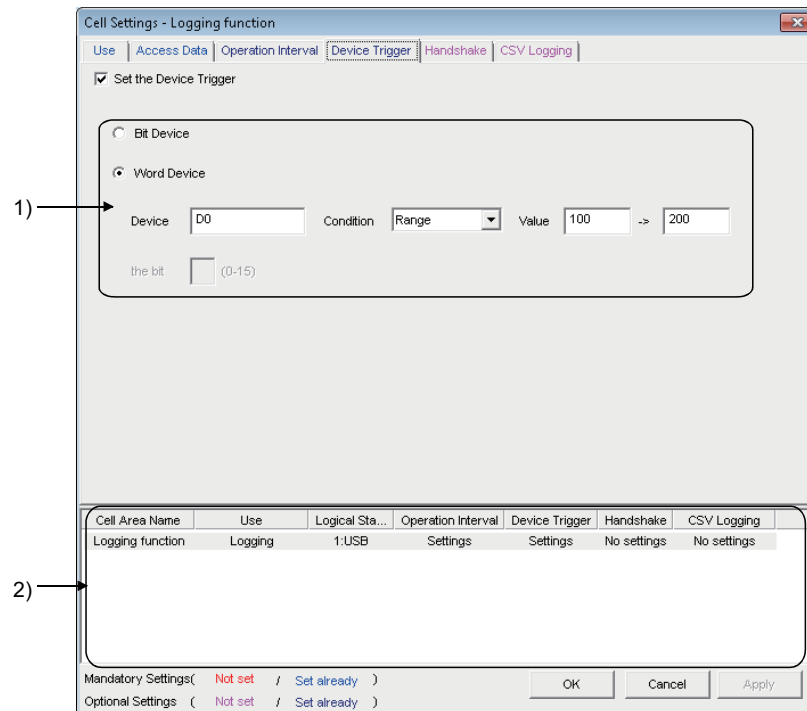 Cell Settings - Logging function
Use Access Data Operation Interval Device Trigger Handshake CSV Logging
Set the Device Trigger
Bit Device
Word Device
1)
Device D0 Condition Range Value 100 -> 200
the bit (0-15)
Cell Area Name Use Logical Sta... Operation Interval Device Trigger Handshake CSV Logging
Logging function Logging 1:USB Settings Settings No settings No settings
2)
Mandatory Settings( Not set / Set already )
OK Cancel Apply
Optional Settings ( Not set / Set already )